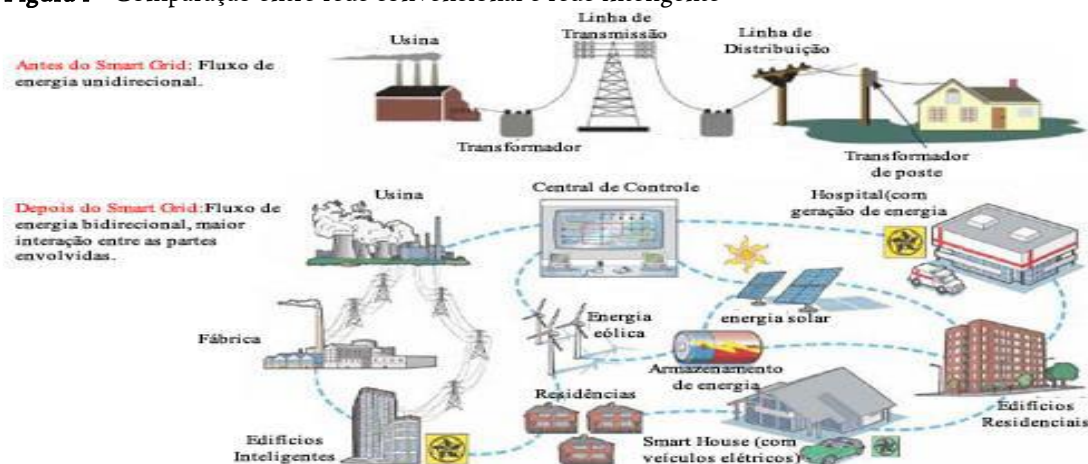 Antes do Smart Grid: Fluxo de
energia unidirecional.
Usina
Linha de
Transmissão
Linha de
Distribuição
Transformador
Transformador
de poste
Depois do Smart Grid:Fluxo de
energia bidirecional, maior
interação entre as partes
envolvidas.
Usina
Central de Controle
Hospital(com
geração de energia)
Fábrica
Energia
eólica
energia solar
Armazenamento
de energia
Residências
Edifícios
Inteligentes
Smart House (com
veículos elétricos)
Edifícios
Residenciais